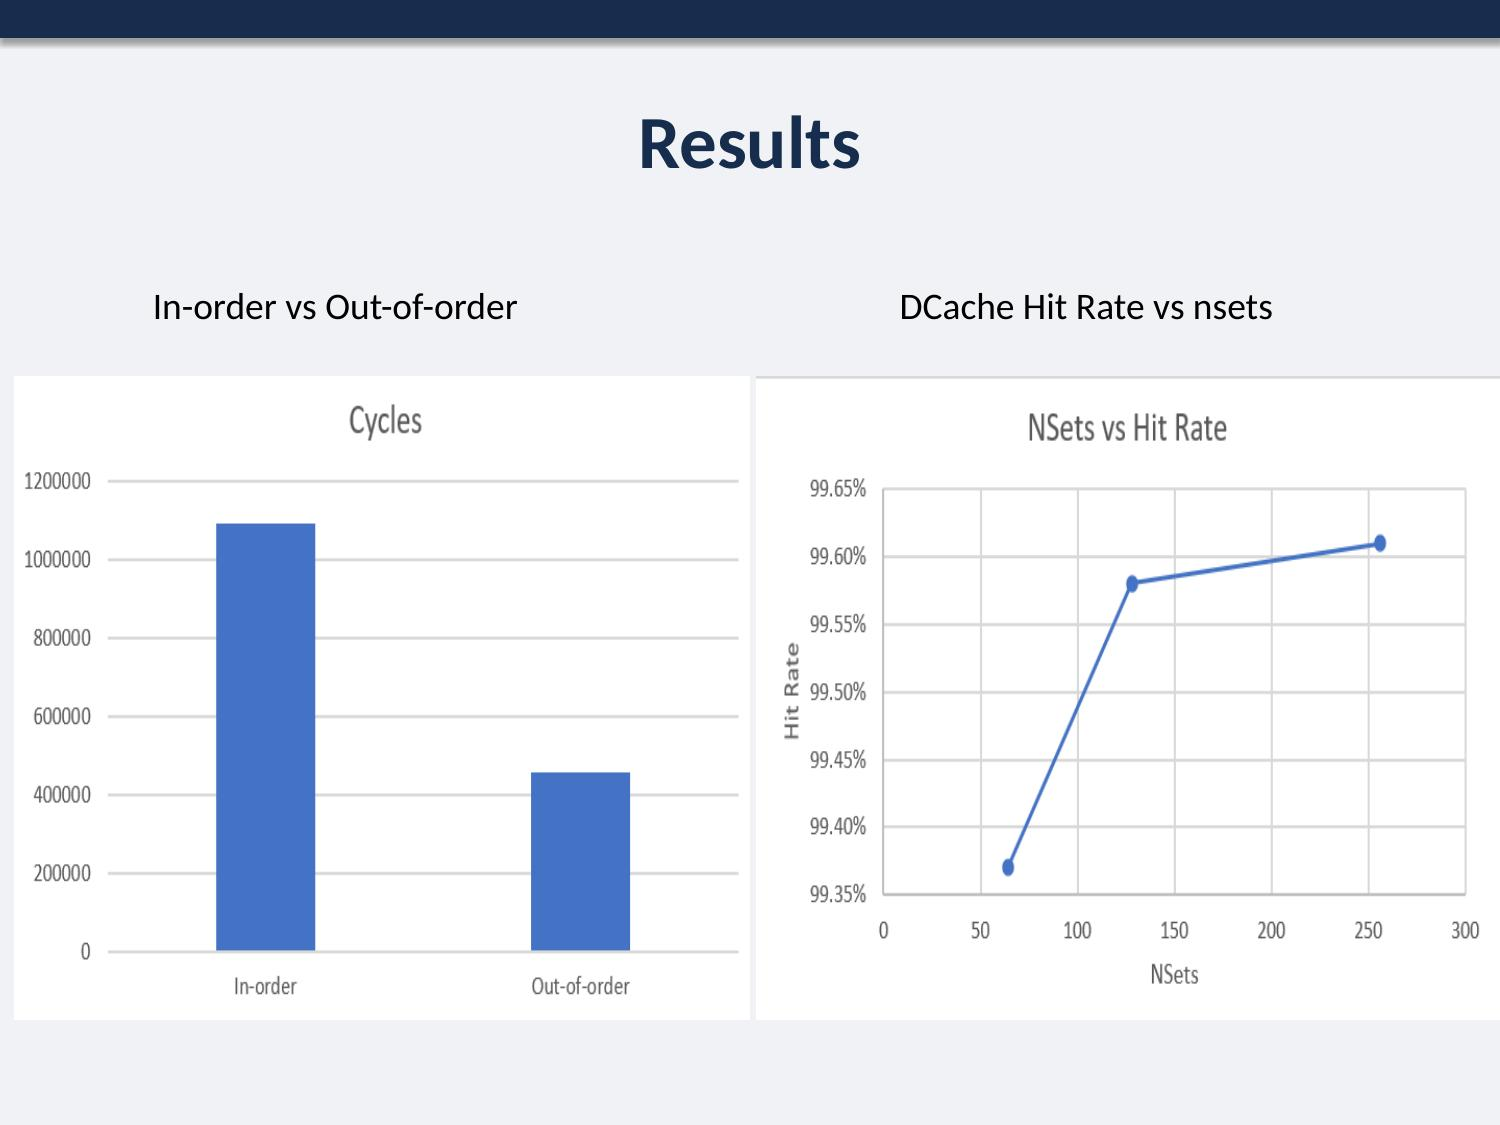 Results
In-order vs Out-of-order
DCache Hit Rate vs nsets
Cycles
1200000
1000000
800000
600000
400000
200000
0
In-order
Out-of-order
NSets vs Hit Rate
99.65%
99.60%
99.55%
99.50%
99.45%
99.40%
99.35%
Hit Rate
0 50 100 150 200 250 300
NSets